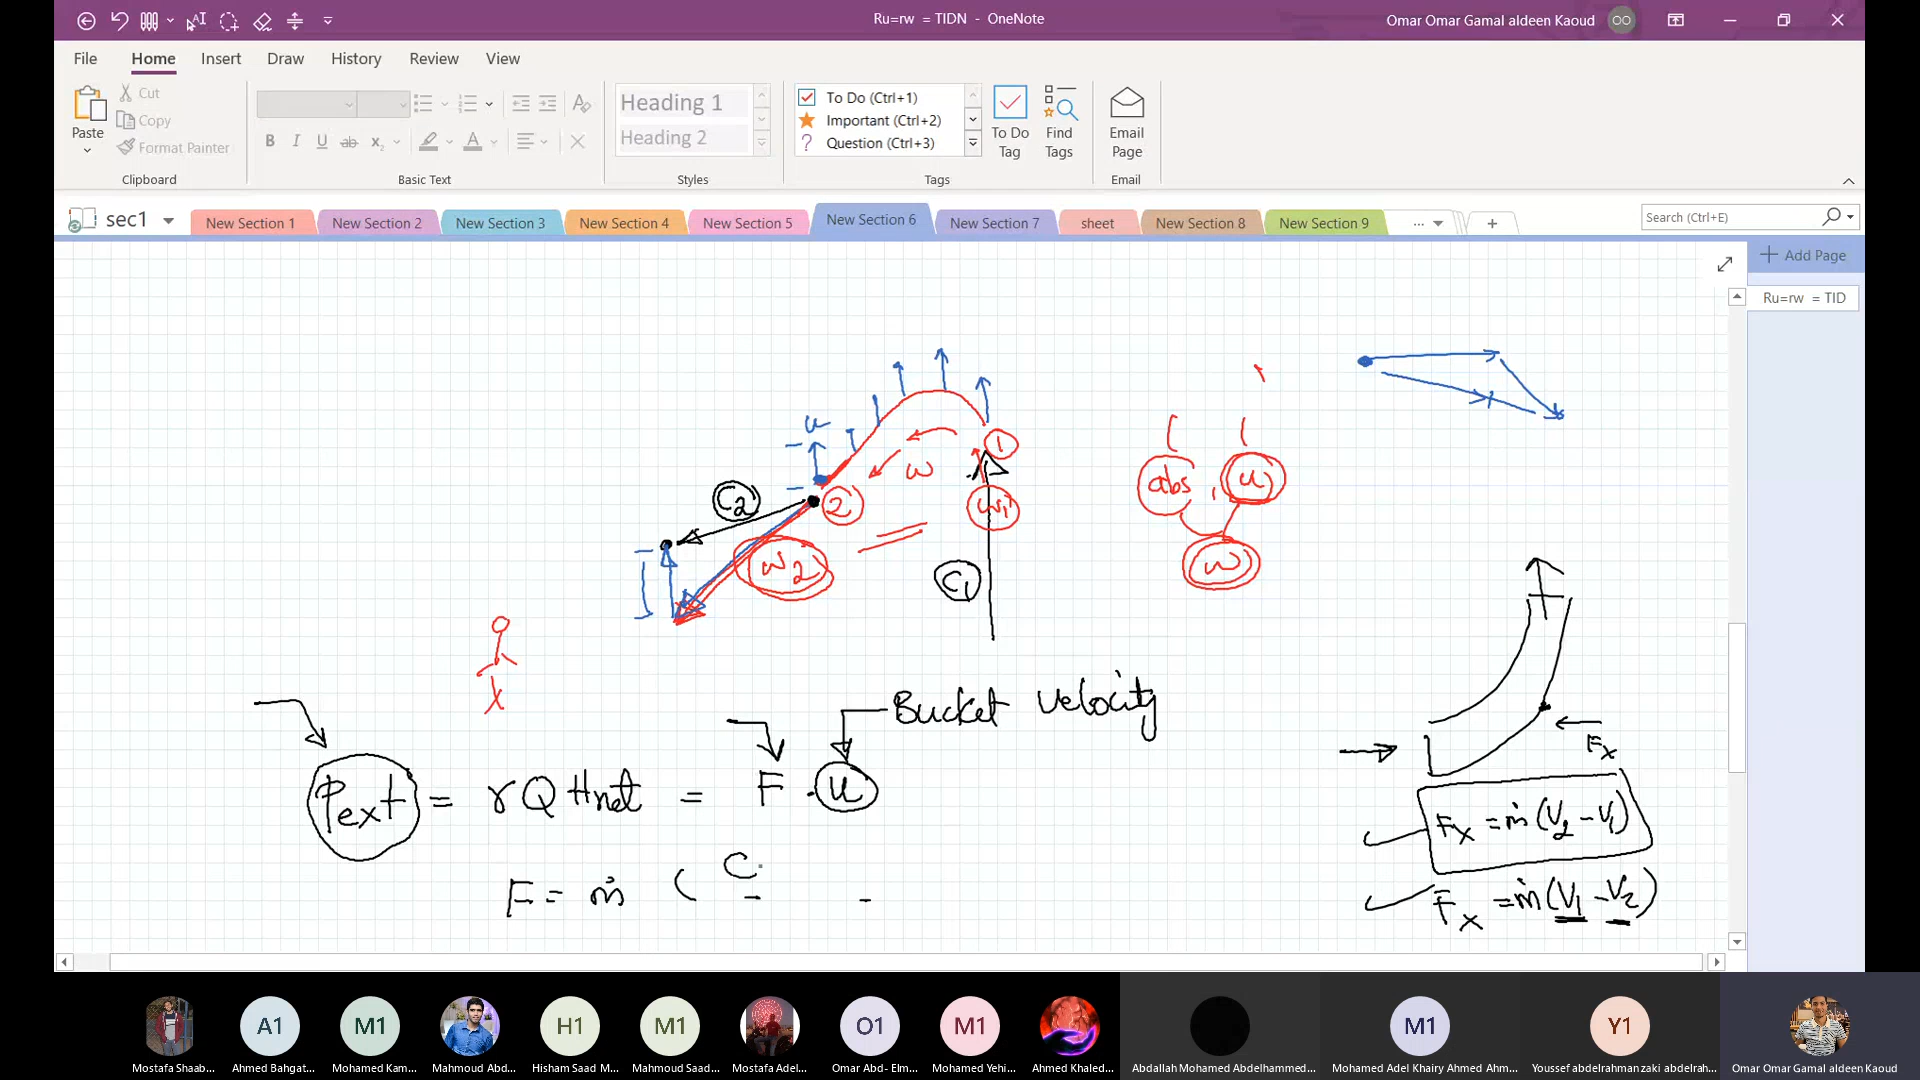 Ru=rw = TIDN - OneNote
Omar Omar Gamal aldeen Kaoud
OO
File Home Insert Draw History Review View
Paste
Cut
Copy
Format Painter
Clipboard
Basic Text
Heading 1
Heading 2
Styles
To Do (Ctrl+1)
Important (Ctrl+2)
Question (Ctrl+3)
To Do Tag
Find Tags
Tags
Email Page
Email
sec1
New Section 1
New Section 2
New Section 3
New Section 4
New Section 5
New Section 6
New Section 7
sheet
New Section 8
New Section 9
...
Search (Ctrl+E)
Add Page
Ru=rw = TID
u
1
w
abs , u
C2
2
w1
w2
C1
w
Bucket Velocity
Fx
Pext = γQ Hnet = F . u
Fx = ṁ (V2 - V1)
F = ṁ ( C -
Fx = ṁ (V1 - V2)
A1
M1
H1
M1
O1
M1
M1
Y1
Mostafa Shaab...
Ahmed Bahgat...
Mohamed Kam...
Mahmoud Abd...
Hisham Saad M...
Mahmoud Saad...
Mostafa Adel...
Omar Abd- Elm...
Mohamed Yehi...
Ahmed Khaled...
Abdallah Mohamed Abdelhammed...
Mohamed Adel Khairy Ahmed Ahm...
Youssef abdelrahmanzaki abdelrah...
Omar Omar Gamal aldeen Kaoud